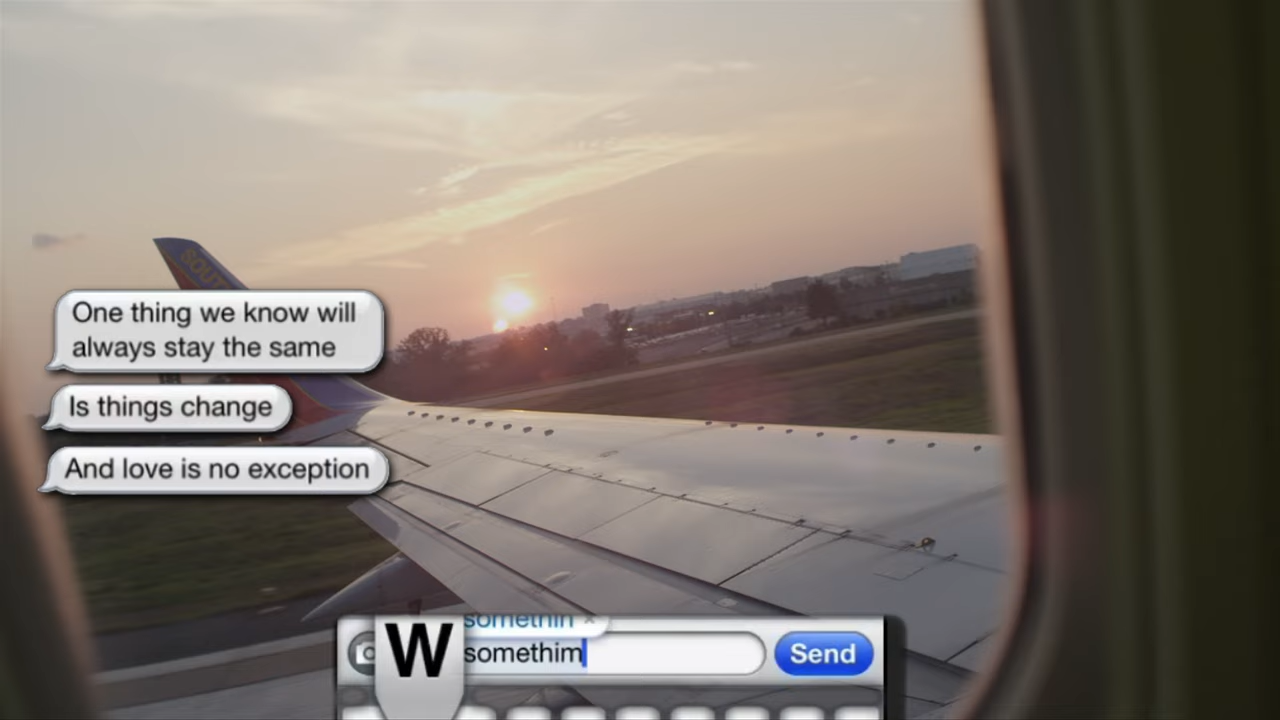 SOUT
One thing we know will
always stay the same
Is things change
And love is no exception
somethin ×
W
somethim
Send